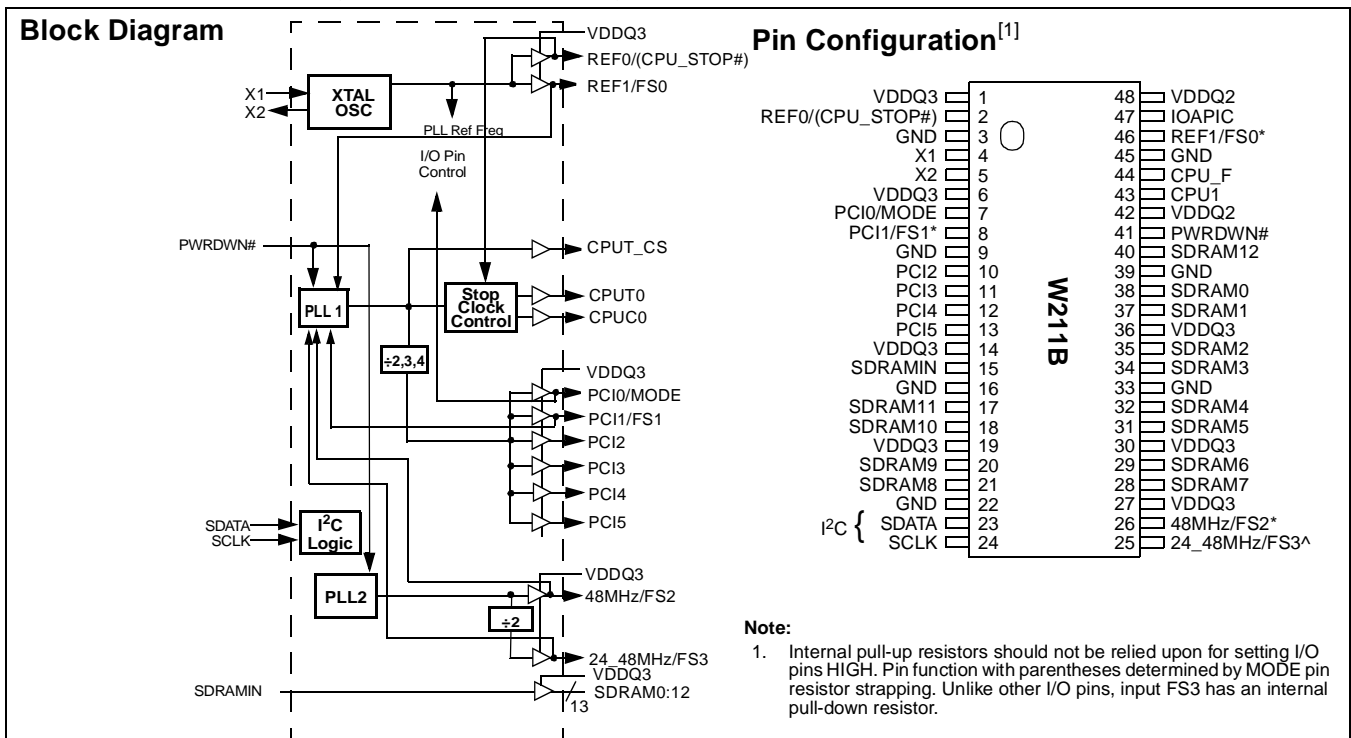 Block Diagram
VDDQ3
REF0/(CPU_STOP#)
REF1/FS0
X1
X2
XTAL
OSC
PLL Ref Freq
I/O Pin
Control
PWRDWN#
CPUT_CS
PLL 1
Stop
Clock
Control
CPUT0
CPUC0
÷2,3,4
VDDQ3
PCI0/MODE
PCI1/FS1
PCI2
PCI3
PCI4
PCI5
SDATA
SCLK
I2C
Logic
PLL2
VDDQ3
48MHz/FS2
÷2
24_48MHz/FS3
VDDQ3
SDRAMIN
SDRAM0:12
13
Pin Configuration[1]
W211B
VDDQ3 1 48 VDDQ2
REF0/(CPU_STOP#) 2 47 IOAPIC
GND 3 46 REF1/FS0*
X1 4 45 GND
X2 5 44 CPU_F
VDDQ3 6 43 CPU1
PCI0/MODE 7 42 VDDQ2
PCI1/FS1* 8 41 PWRDWN#
GND 9 40 SDRAM12
PCI2 10 39 GND
PCI3 11 38 SDRAM0
PCI4 12 37 SDRAM1
PCI5 13 36 VDDQ3
VDDQ3 14 35 SDRAM2
SDRAMIN 15 34 SDRAM3
GND 16 33 GND
SDRAM11 17 32 SDRAM4
SDRAM10 18 31 SDRAM5
VDDQ3 19 30 VDDQ3
SDRAM9 20 29 SDRAM6
SDRAM8 21 28 SDRAM7
GND 22 27 VDDQ3
I2C { SDATA 23 26 48MHz/FS2*
SCLK 24 25 24_48MHz/FS3^
Note:
1. Internal pull-up resistors should not be relied upon for setting I/O
pins HIGH. Pin function with parentheses determined by MODE pin
resistor strapping. Unlike other I/O pins, input FS3 has an internal
pull-down resistor.